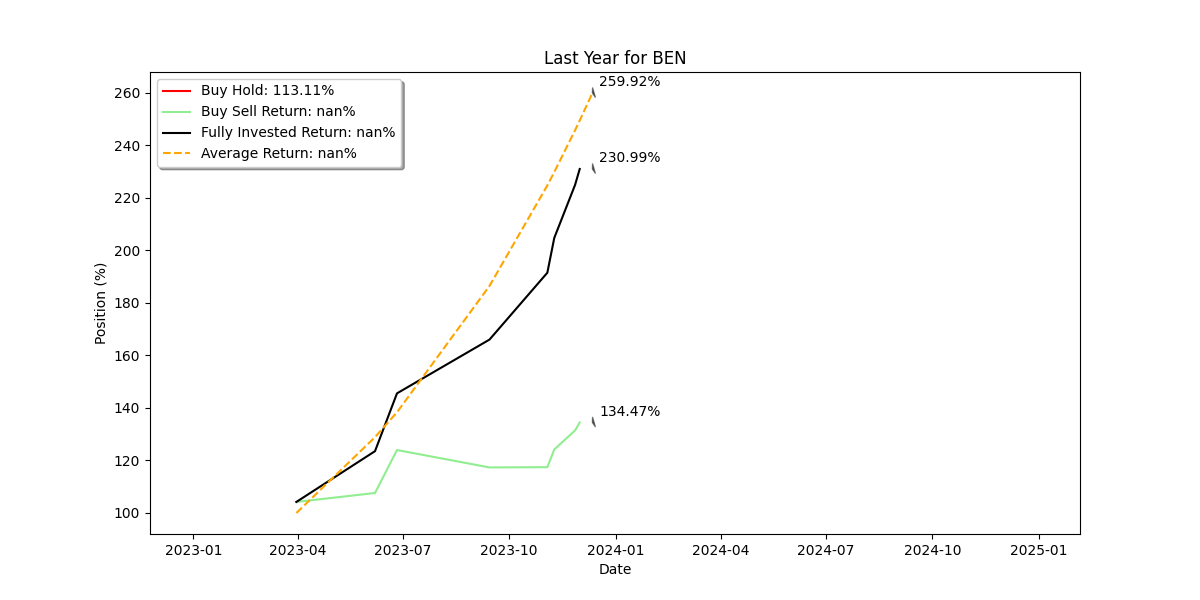 Last Year for BEN
Buy Hold: 113.11%
Buy Sell Return: nan%
Fully Invested Return: nan%
Average Return: nan%
259.92%
230.99%
134.47%
Position (%)
260
240
220
200
180
160
140
120
100
2023-01 2023-04 2023-07 2023-10 2024-01 2024-04 2024-07 2024-10 2025-01
Date